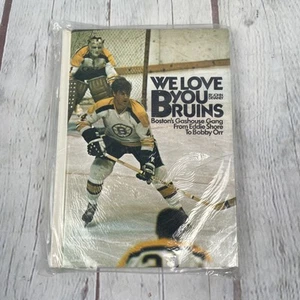 WE LOVE
YOU
BRUINS
Boston's Gashouse Gang
From Eddie Shore
To Bobby Orr